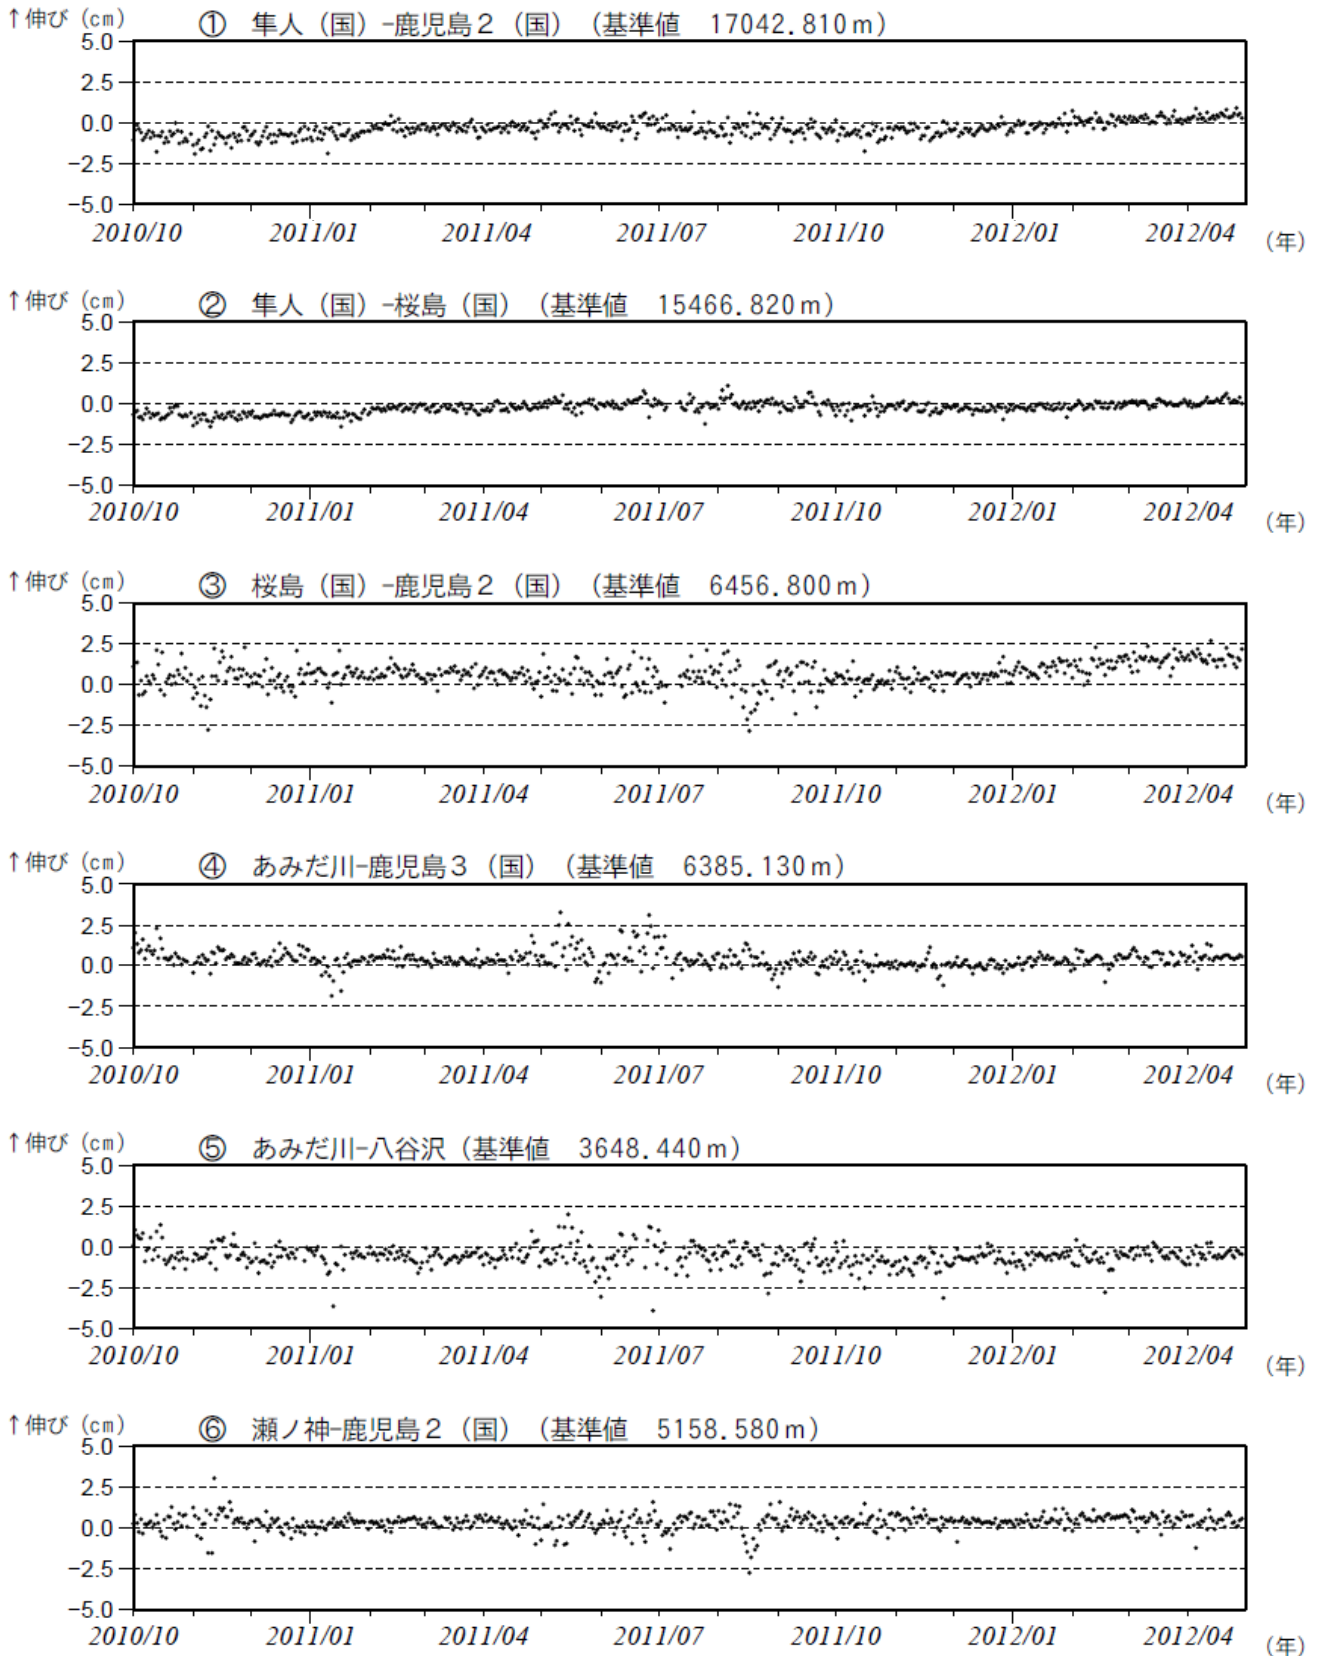 ↑伸び（cm） ① 隼人（国）-鹿児島２（国）（基準値　17042.810ｍ）
5.0
2.5
0.0
−2.5
−5.0
2010/10 2011/01 2011/04 2011/07 2011/10 2012/01 2012/04 （年）
↑伸び（cm） ② 隼人（国）-桜島（国）（基準値　15466.820ｍ）
5.0
2.5
0.0
−2.5
−5.0
2010/10 2011/01 2011/04 2011/07 2011/10 2012/01 2012/04 （年）
↑伸び（cm） ③ 桜島（国）-鹿児島２（国）（基準値　6456.800ｍ）
5.0
2.5
0.0
−2.5
−5.0
2010/10 2011/01 2011/04 2011/07 2011/10 2012/01 2012/04 （年）
↑伸び（cm） ④ あみだ川-鹿児島３（国）（基準値　6385.130ｍ）
5.0
2.5
0.0
−2.5
−5.0
2010/10 2011/01 2011/04 2011/07 2011/10 2012/01 2012/04 （年）
↑伸び（cm） ⑤ あみだ川-八谷沢（基準値　3648.440ｍ）
5.0
2.5
0.0
−2.5
−5.0
2010/10 2011/01 2011/04 2011/07 2011/10 2012/01 2012/04 （年）
↑伸び（cm） ⑥ 瀬ノ神-鹿児島２（国）（基準値　5158.580ｍ）
5.0
2.5
0.0
−2.5
−5.0
2010/10 2011/01 2011/04 2011/07 2011/10 2012/01 2012/04 （年）